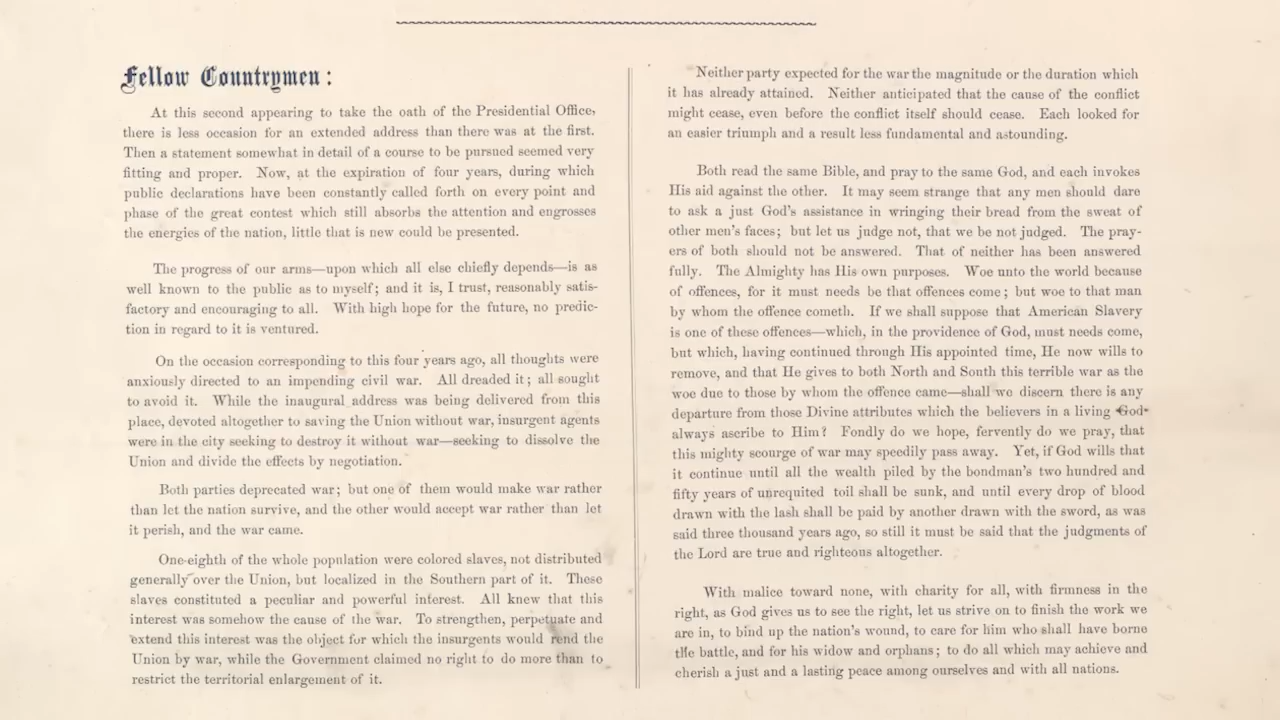 Fellow Countrymen:
At this second appearing to take the oath of the Presidential Office,
there is less occasion for an extended address than there was at the first.
Then a statement somewhat in detail of a course to be pursued seemed very
fitting and proper. Now, at the expiration of four years, during which
public declarations have been constantly called forth on every point and
phase of the great contest which still absorbs the attention and engrosses
the energies of the nation, little that is new could be presented.
The progress of our arms—upon which all else chiefly depends—is as
well known to the public as to myself; and it is, I trust, reasonably satis-
factory and encouraging to all. With high hope for the future, no predic-
tion in regard to it is ventured.
On the occasion corresponding to this four years ago, all thoughts were
anxiously directed to an impending civil war. All dreaded it; all sought
to avoid it. While the inaugural address was being delivered from this
place, devoted altogether to saving the Union without war, insurgent agents
were in the city seeking to destroy it without war—seeking to dissolve the
Union and divide the effects by negotiation.
Both parties deprecated war; but one of them would make war rather
than let the nation survive, and the other would accept war rather than let
it perish, and the war came.
One-eighth of the whole population were colored slaves, not distributed
generally over the Union, but localized in the Southern part of it. These
slaves constituted a peculiar and powerful interest. All knew that this
interest was somehow the cause of the war. To strengthen, perpetuate and
extend this interest was the object for which the insurgents would rend the
Union by war, while the Government claimed no right to do more than to
restrict the territorial enlargement of it.
Neither party expected for the war the magnitude or the duration which
it has already attained. Neither anticipated that the cause of the conflict
might cease, even before the conflict itself should cease. Each looked for
an easier triumph and a result less fundamental and astounding.
Both read the same Bible, and pray to the same God, and each invokes
His aid against the other. It may seem strange that any men should dare
to ask a just God's assistance in wringing their bread from the sweat of
other men's faces; but let us judge not, that we be not judged. The pray-
ers of both should not be answered. That of neither has been answered
fully. The Almighty has His own purposes. Woe unto the world because
of offences, for it must needs be that offences come; but woe to that man
by whom the offence cometh. If we shall suppose that American Slavery
is one of these offences—which, in the providence of God, must needs come,
but which, having continued through His appointed time, He now wills to
remove, and that He gives to both North and South this terrible war as the
woe due to those by whom the offence came—shall we discern there is any
departure from those Divine attributes which the believers in a living God
always ascribe to Him? Fondly do we hope, fervently do we pray, that
this mighty scourge of war may speedily pass away. Yet, if God wills that
it continue until all the wealth piled by the bondman's two hundred and
fifty years of unrequited toil shall be sunk, and until every drop of blood
drawn with the lash shall be paid by another drawn with the sword, as was
said three thousand years ago, so still it must be said that the judgments of
the Lord are true and righteous altogether.
With malice toward none, with charity for all, with firmness in the
right, as God gives us to see the right, let us strive on to finish the work we
are in, to bind up the nation's wound, to care for him who shall have borne
the battle, and for his widow and orphans; to do all which may achieve and
cherish a just and a lasting peace among ourselves and with all nations.